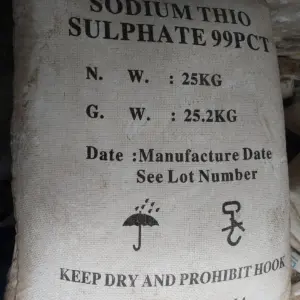 SODIUM THIO
SULPHATE 99PCT
N. W. : 25KG
G. W. : 25.2KG
Date :Manufacture Date
See Lot Number
KEEP DRY AND PROHIBIT HOOK